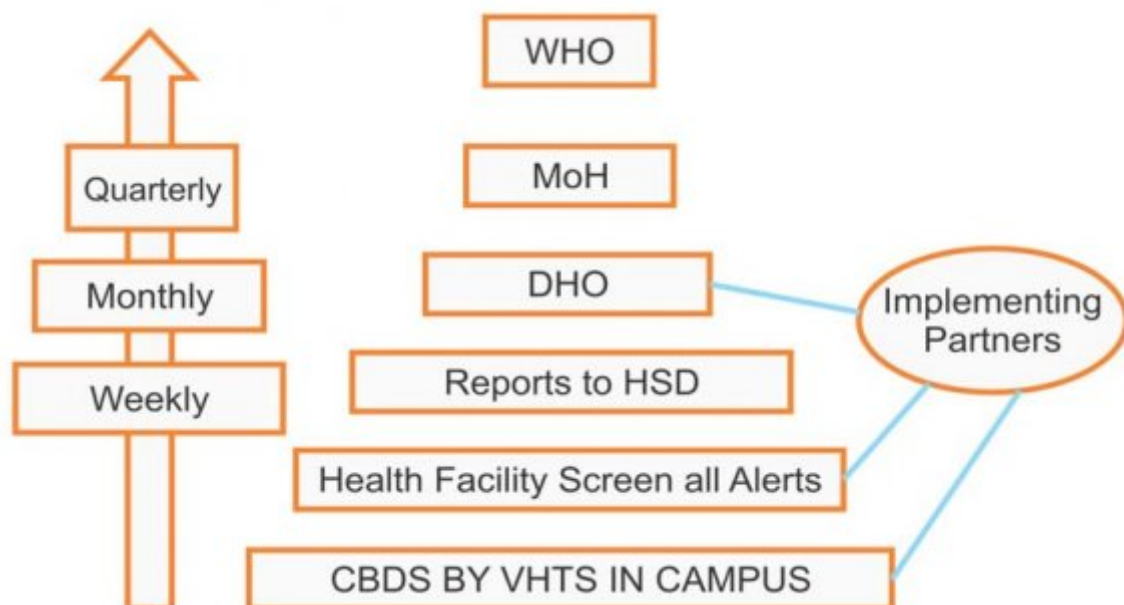 WHO
Quarterly
MoH
Monthly
DHO
Implementing
Partners
Weekly
Reports to HSD
Health Facility Screen all Alerts
CBDS BY VHTS IN CAMPUS